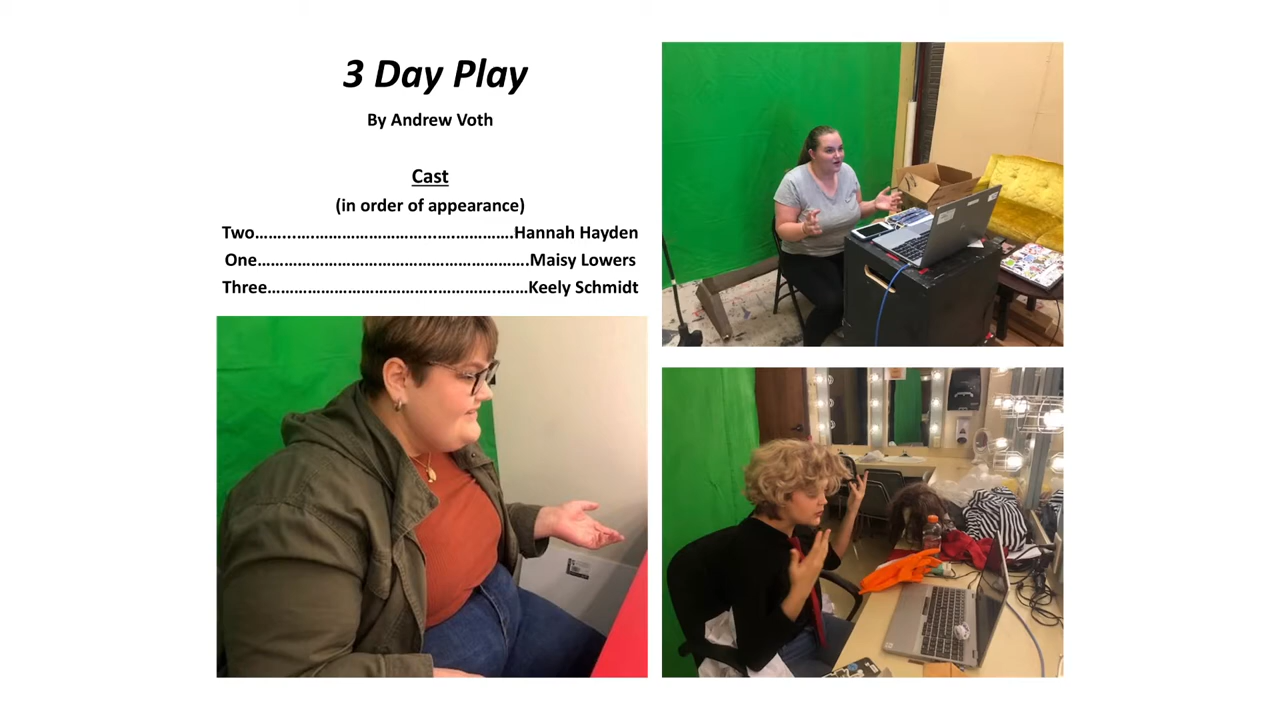 3 Day Play
By Andrew Voth
Cast
(in order of appearance)
Two……...….…………………………..………….Hannah Hayden
One……………………………………………….Maisy Lowers
Three………………………………..…………..……Keely Schmidt